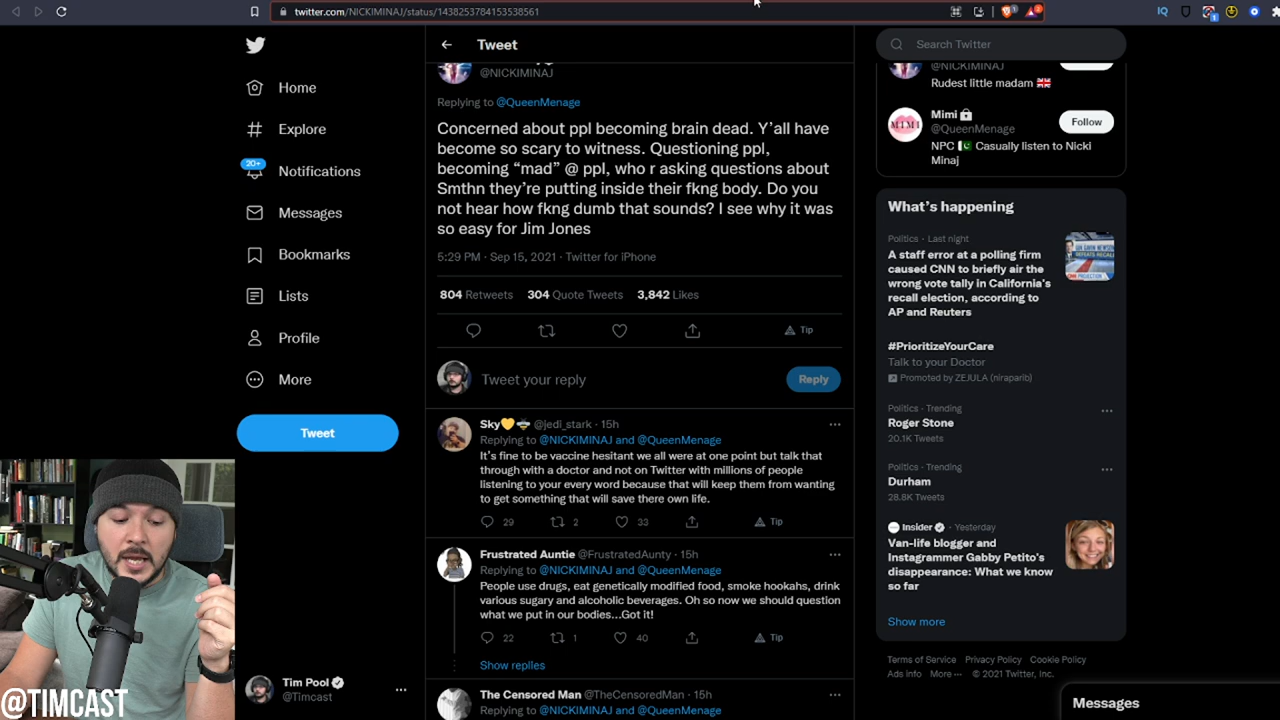 twitter.com/NICKIMINAJ/status/1438253784153538561
Home
Explore
20+
Notifications
Messages
Bookmarks
Lists
Profile
More
Tweet
Tim Pool
@Timcast
@TIMCAST
Tweet
@NICKIMINAJ
Replying to @QueenMenage
Concerned about ppl becoming brain dead. Y’all have
become so scary to witness. Questioning ppl,
becoming “mad” @ ppl, who r asking questions about
Smthn they’re putting inside their fkng body. Do you
not hear how fkng dumb that sounds? I see why it was
so easy for Jim Jones
5:29 PM · Sep 15, 2021 · Twitter for iPhone
804 Retweets 304 Quote Tweets 3,842 Likes
Tip
Tweet your reply
Reply
Sky @jedi_stark · 15h
Replying to @NICKIMINAJ and @QueenMenage
It’s fine to be vaccine hesitant we all were at one point but talk that
through with a doctor and not on Twitter with millions of people
listening to your every word because that will keep them from wanting
to get something that will save there own life.
29 2 33 Tip
Frustrated Auntie @FrustratedAunty · 15h
Replying to @NICKIMINAJ and @QueenMenage
People use drugs, eat genetically modified food, smoke hookahs, drink
various sugary and alcoholic beverages. Oh so now we should question
what we put in our bodies...Got it!
22 1 40 Tip
Show replies
The Censored Man @TheCensoredMan · 15h
Replying to @NICKIMINAJ and @QueenMenage
Search Twitter
@NICKIMINAJ
Rudest little madam
MIMI
Mimi
@QueenMenage
Follow
NPC Casually listen to Nicki
Minaj
What’s happening
Politics · Last night
A staff error at a polling firm
caused CNN to briefly air the
wrong vote tally in California’s
recall election, according to
AP and Reuters
#PrioritizeYourCare
Talk to your Doctor
Promoted by ZEJULA (niraparib)
Politics · Trending
Roger Stone
20.1K Tweets
Politics · Trending
Durham
28.8K Tweets
Insider · Yesterday
Van-life blogger and
Instagrammer Gabby Petito’s
disappearance: What we know
so far
Show more
Terms of Service Privacy Policy Cookie Policy
Ads info More ··· © 2021 Twitter, Inc.
Messages